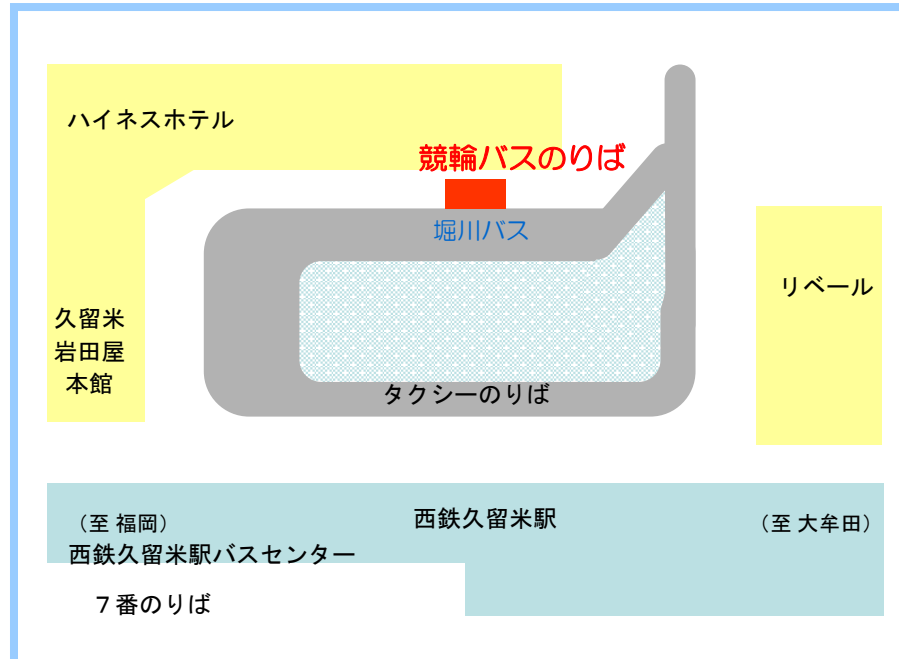 ハイネスホテル
競輪バスのりば
堀川バス
リベール
久留米
岩田屋
本館
タクシーのりば
（至 福岡）
西鉄久留米駅
（至 大牟田）
西鉄久留米駅バスセンター
７番のりば